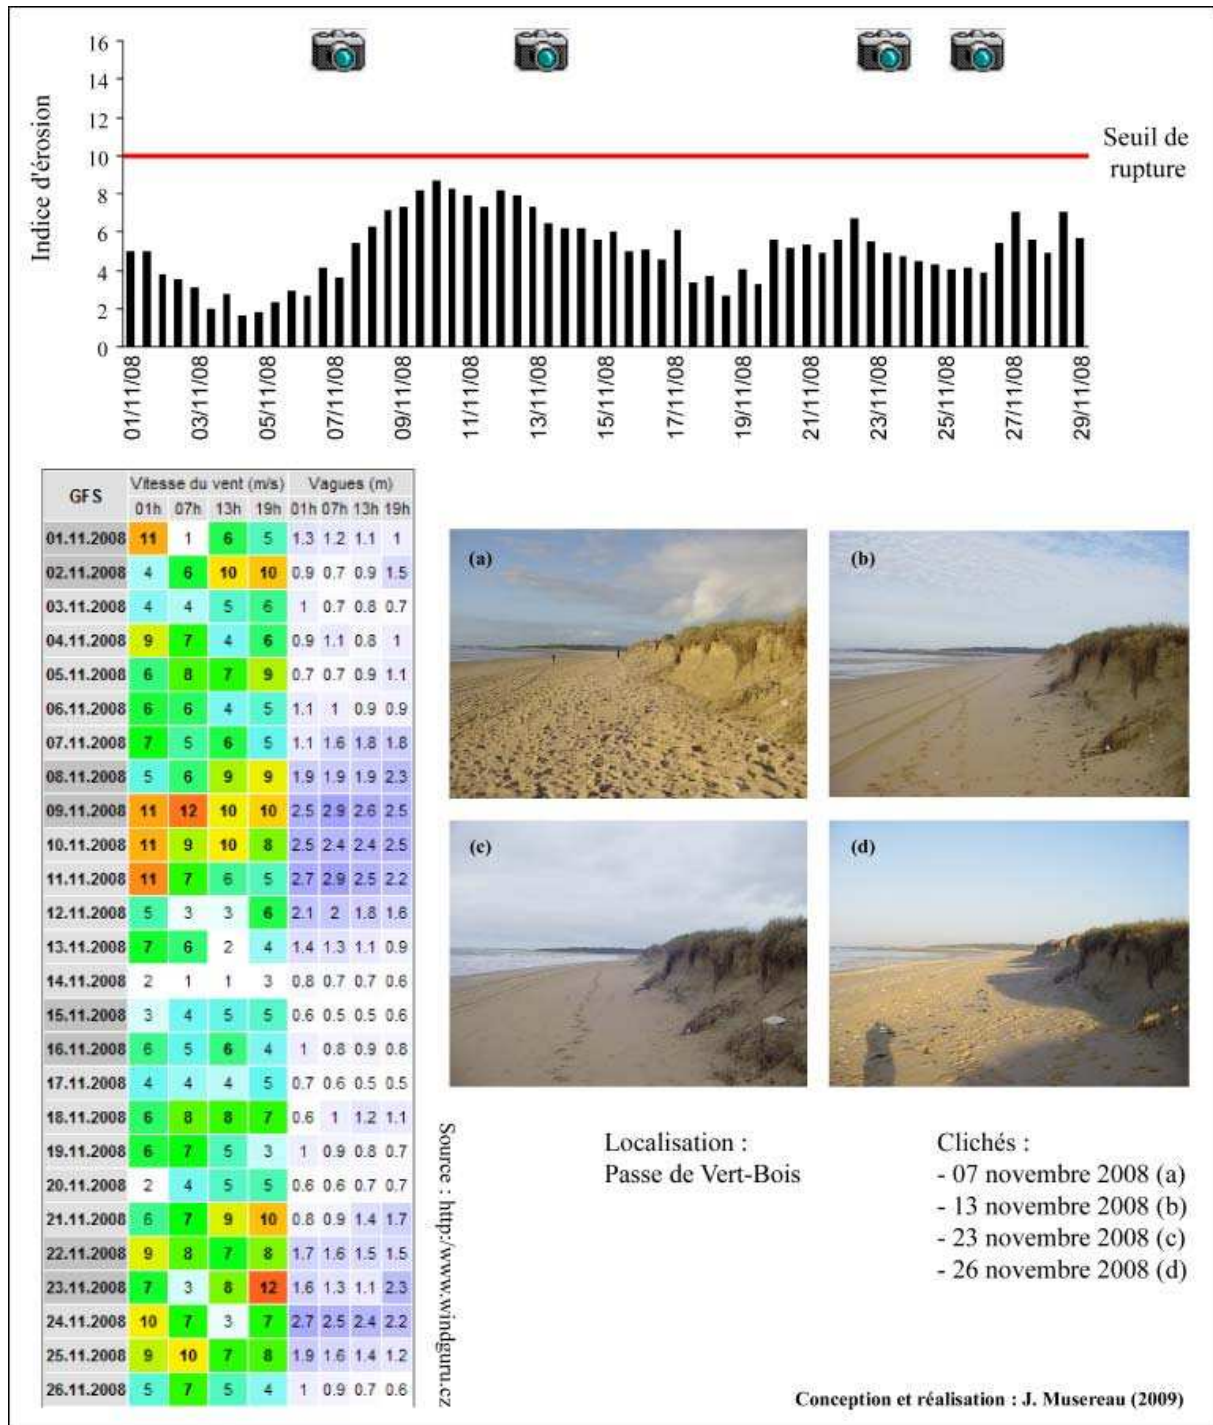 16
14
12
10
8
6
4
2
0
Indice d'érosion
Seuil de
rupture
01/11/08
03/11/08
05/11/08
07/11/08
09/11/08
11/11/08
13/11/08
15/11/08
17/11/08
19/11/08
21/11/08
23/11/08
25/11/08
27/11/08
29/11/08
GFS Vitesse du vent (m/s) Vagues (m)
01h 07h 13h 19h 01h 07h 13h 19h
01.11.2008 11 1 6 5 1.3 1.2 1.1 1
02.11.2008 4 6 10 10 0.9 0.7 0.9 1.5
03.11.2008 4 4 5 6 1 0.7 0.8 0.7
04.11.2008 9 7 4 6 0.9 1.1 0.8 1
05.11.2008 6 8 7 9 0.7 0.7 0.9 1.1
06.11.2008 6 6 4 5 1.1 1 0.9 0.9
07.11.2008 7 5 6 5 1.1 1.6 1.8 1.8
08.11.2008 5 6 9 9 1.9 1.9 1.9 2.3
09.11.2008 11 12 10 10 2.5 2.9 2.6 2.5
10.11.2008 11 9 10 8 2.5 2.4 2.4 2.5
11.11.2008 11 7 6 5 2.7 2.9 2.5 2.2
12.11.2008 5 3 3 6 2.1 2 1.8 1.6
13.11.2008 7 6 2 4 1.4 1.3 1.1 0.9
14.11.2008 2 1 1 3 0.8 0.7 0.7 0.6
15.11.2008 3 4 5 5 0.6 0.5 0.5 0.6
16.11.2008 6 5 6 4 1 0.8 0.9 0.8
17.11.2008 4 4 4 5 0.7 0.6 0.5 0.5
18.11.2008 6 8 8 7 0.6 1 1.2 1.1
19.11.2008 6 7 5 3 1 0.9 0.8 0.7
20.11.2008 2 4 5 5 0.6 0.6 0.7 0.7
21.11.2008 6 7 9 10 0.8 0.9 1.4 1.7
22.11.2008 9 8 7 8 1.7 1.6 1.5 1.5
23.11.2008 7 3 8 12 1.6 1.3 1.1 2.3
24.11.2008 10 7 3 7 2.7 2.5 2.4 2.2
25.11.2008 9 10 7 8 1.9 1.6 1.4 1.2
26.11.2008 5 7 5 4 1 0.9 0.7 0.6
Source : http:/www.windguru.cz
(a)
(b)
(c)
(d)
Localisation :
Passe de Vert-Bois
Clichés :
- 07 novembre 2008 (a)
- 13 novembre 2008 (b)
- 23 novembre 2008 (c)
- 26 novembre 2008 (d)
Conception et réalisation : J. Musereau (2009)